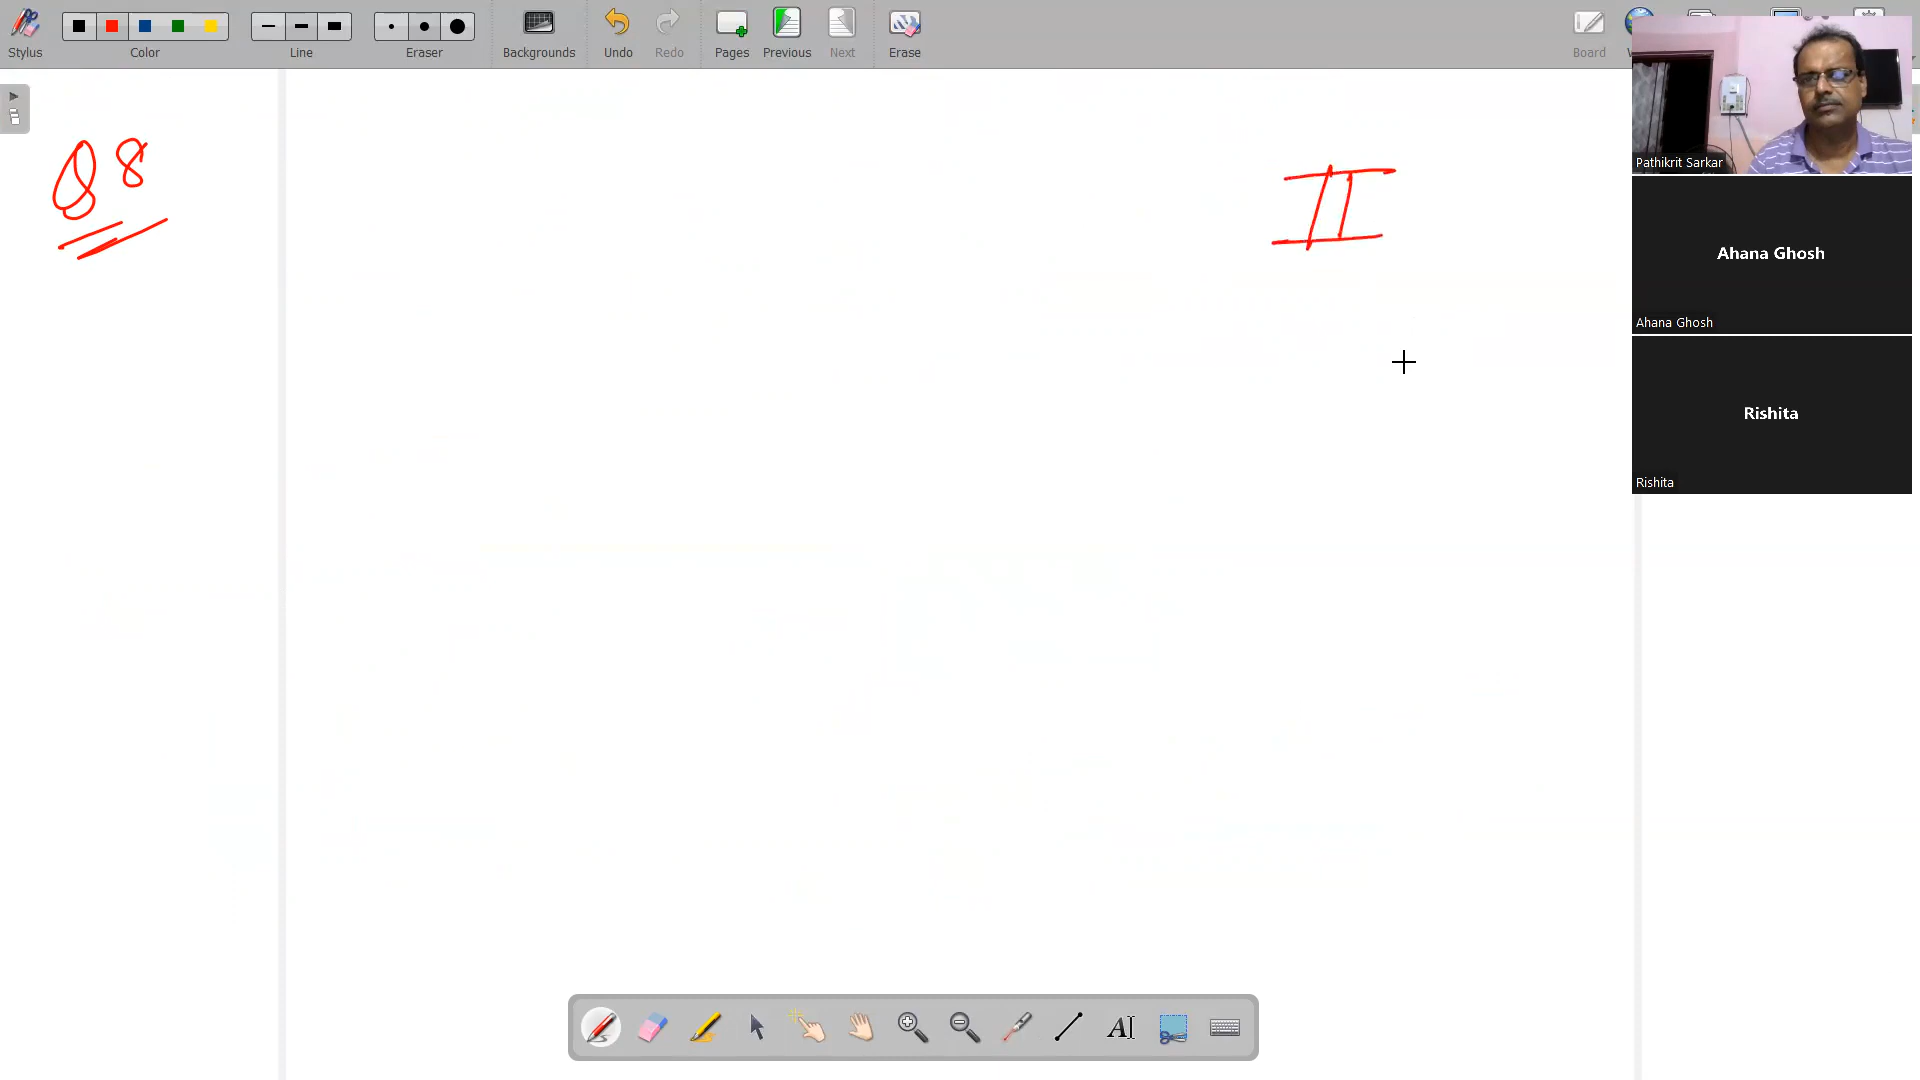 Stylus
Color
Line
Eraser
Backgrounds
Undo
Redo
Pages
Previous
Next
Erase
Board
Q8
II
Pathikrit Sarkar
Ahana Ghosh
Ahana Ghosh
Rishita
Rishita
AI